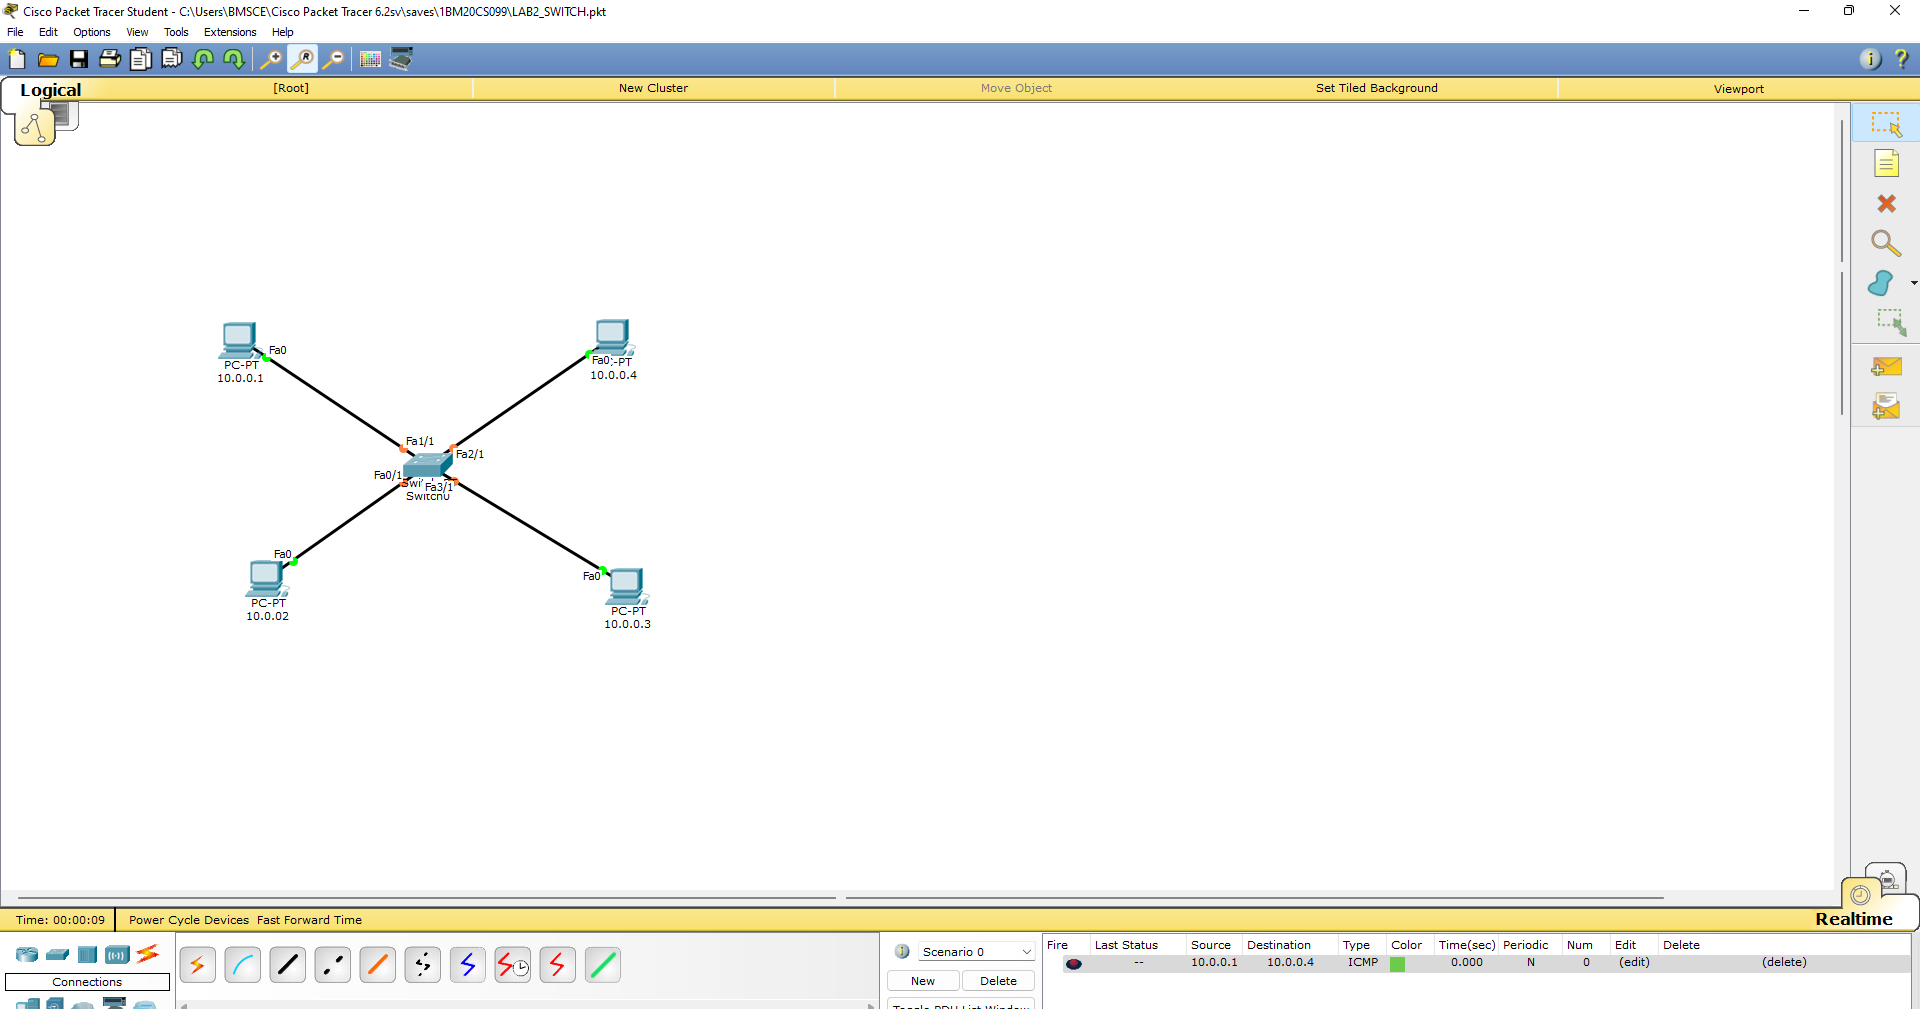 Cisco Packet Tracer Student - C:\Users\BMSCE\Cisco Packet Tracer 6.2sv\saves\1BM20CS099\LAB2_SWITCH.pkt
File Edit Options View Tools Extensions Help
Logical [Root] New Cluster Move Object Set Tiled Background Viewport
Fa0
PC-PT
10.0.0.1
Fa0
-PT
10.0.0.4
Fa1/1
Fa2/1
Fa0/1
Fa3/1
Switch0
Fa0
PC-PT
10.0.02
Fa0
PC-PT
10.0.0.3
Time: 00:00:09 Power Cycle Devices Fast Forward Time
Realtime
Connections
Scenario 0
New Delete
Toggle PDU List Window
Fire Last Status Source Destination Type Color Time(sec) Periodic Num Edit Delete
-- 10.0.0.1 10.0.0.4 ICMP 0.000 N 0 (edit) (delete)